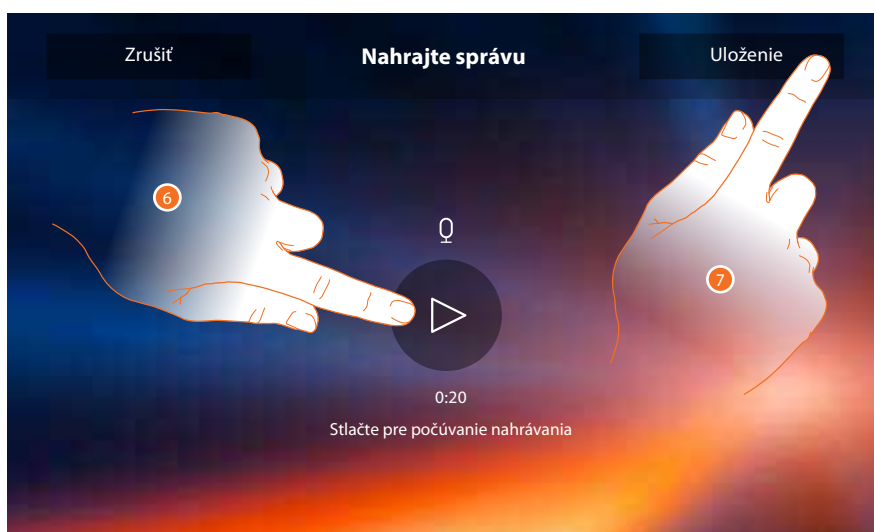 Zrušiť
Nahrajte správu
Uloženie
6
7
0:20
Stlačte pre počúvanie nahrávania